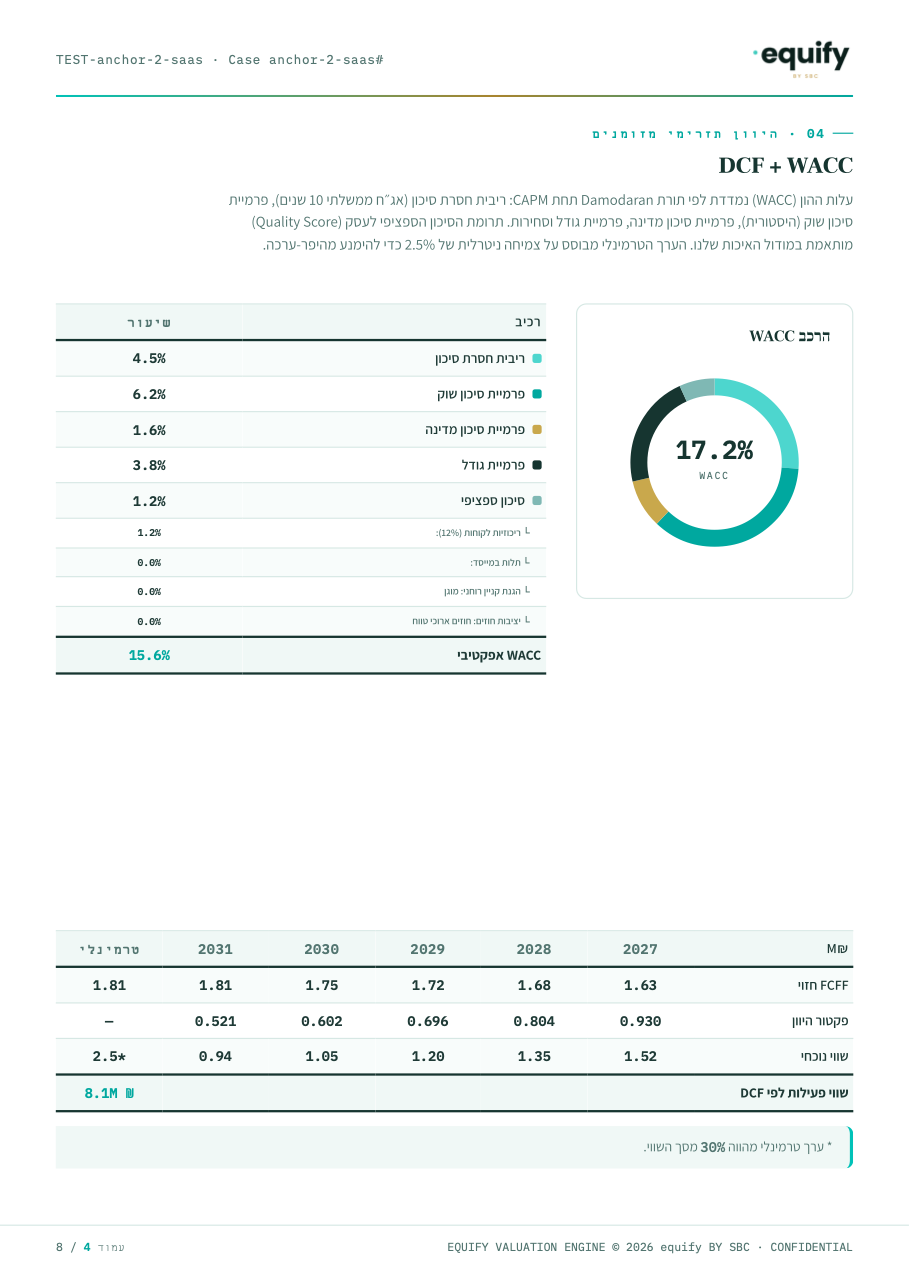 TEST-anchor-2-saas · Case anchor-2-saas#
equify
BY SBC
04 · היוון תזרימי מזומנים
DCF + WACC
עלות ההון (WACC) נמדדת לפי תורת Damodaran תחת CAPM: ריבית חסרת סיכון (אג״ח ממשלתי 10 שנים), פרמיית
סיכון שוק (היסטורית), פרמיית סיכון מדינה, פרמיית גודל וסחירות. תרומת הסיכון הספציפי לעסק (Quality Score)
מותאמת במודול האיכות שלנו. הערך הטרמינלי מבוסס על צמיחה ניטרלית של 2.5% כדי להימנע מהיפר-ערכה.
הרכב WACC
17.2%
WACC
רכיב שיעור
ריבית חסרת סיכון 4.5%
פרמיית סיכון שוק 6.2%
פרמיית סיכון מדינה 1.6%
פרמיית גודל 3.8%
סיכון ספציפי 1.2%
└ ריכוזיות לקוחות (12%): 1.2%
└ תלות במייסד: 0.0%
└ הגנת קניין רוחני: מוגן 0.0%
└ יציבות חוזים: חוזים ארוכי טווח 0.0%
WACC אפקטיבי 15.6%
₪M 2027 2028 2029 2030 2031 טרמינלי
FCFF חזוי 1.63 1.68 1.72 1.75 1.81 1.81
פקטור היוון 0.930 0.804 0.696 0.602 0.521 —
שווי נוכחי 1.52 1.35 1.20 1.05 0.94 2.5*
שווי פעילות לפי DCF ₪ 8.1M
* ערך טרמינלי מהווה 30% מסך השווי.
EQUIFY VALUATION ENGINE © 2026 equify BY SBC · CONFIDENTIAL
עמוד 4 / 8